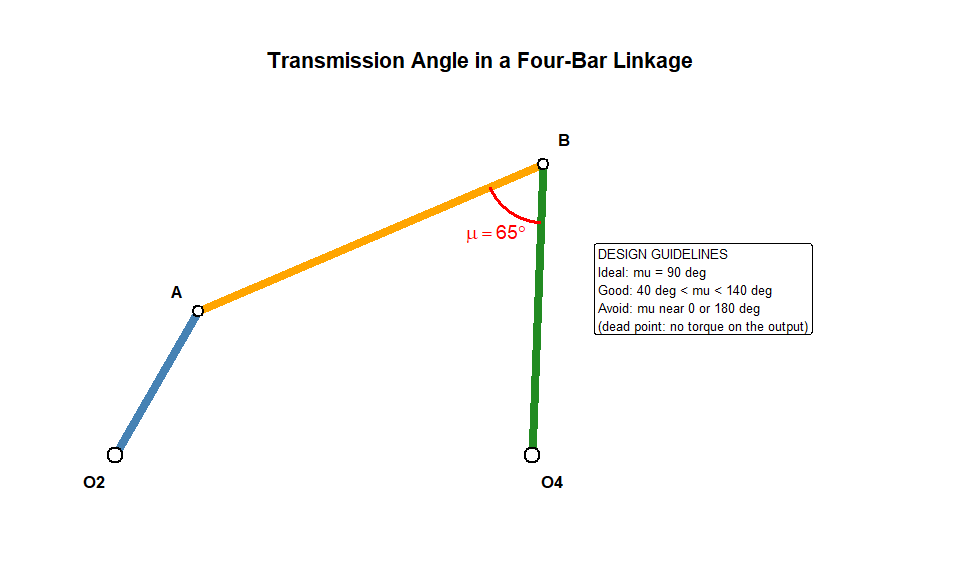 Transmission Angle in a Four-Bar Linkage
B
μ = 65°
A
DESIGN GUIDELINES
Ideal: mu = 90 deg
Good: 40 deg < mu < 140 deg
Avoid: mu near 0 or 180 deg
(dead point: no torque on the output)
O2
O4